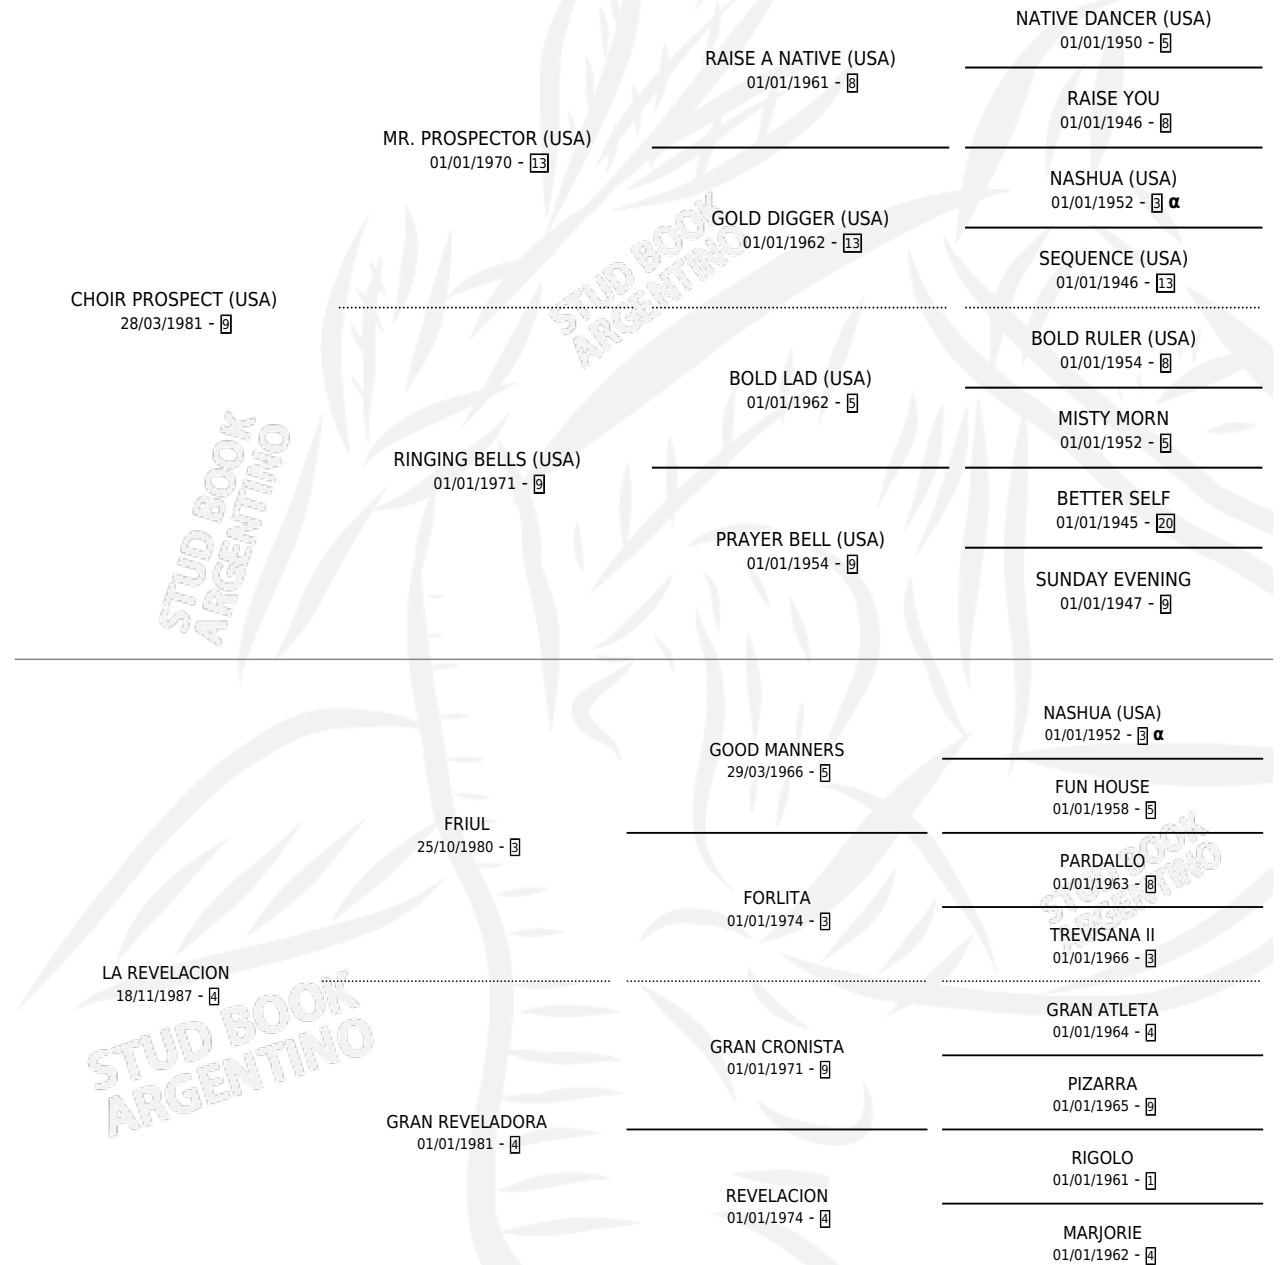 NATIVE DANCER (USA)
01/01/1950 - 5
RAISE A NATIVE (USA)
01/01/1961 - 8
RAISE YOU
01/01/1946 - 8
MR. PROSPECTOR (USA)
01/01/1970 - 13
NASHUA (USA)
01/01/1952 - 3 α
GOLD DIGGER (USA)
01/01/1962 - 13
SEQUENCE (USA)
01/01/1946 - 13
CHOIR PROSPECT (USA)
28/03/1981 - 9
BOLD RULER (USA)
01/01/1954 - 8
BOLD LAD (USA)
01/01/1962 - 5
MISTY MORN
01/01/1952 - 5
RINGING BELLS (USA)
01/01/1971 - 9
BETTER SELF
01/01/1945 - 20
PRAYER BELL (USA)
01/01/1954 - 9
SUNDAY EVENING
01/01/1947 - 9
NASHUA (USA)
01/01/1952 - 3 α
GOOD MANNERS
29/03/1966 - 5
FUN HOUSE
01/01/1958 - 5
FRIUL
25/10/1980 - 3
PARDALLO
01/01/1963 - 8
FORLITA
01/01/1974 - 3
TREVISANA II
01/01/1966 - 3
LA REVELACION
18/11/1987 - 4
GRAN ATLETA
01/01/1964 - 4
GRAN CRONISTA
01/01/1971 - 9
PIZARRA
01/01/1965 - 9
GRAN REVELADORA
01/01/1981 - 4
RIGOLO
01/01/1961 - 1
REVELACION
01/01/1974 - 4
MARJORIE
01/01/1962 - 4
STUD BOOK
ARGENTINO
STUD BOOK
ARGENTINO
STUD BOOK
ARGENTINO
STUD BOOK
ARGENTINO